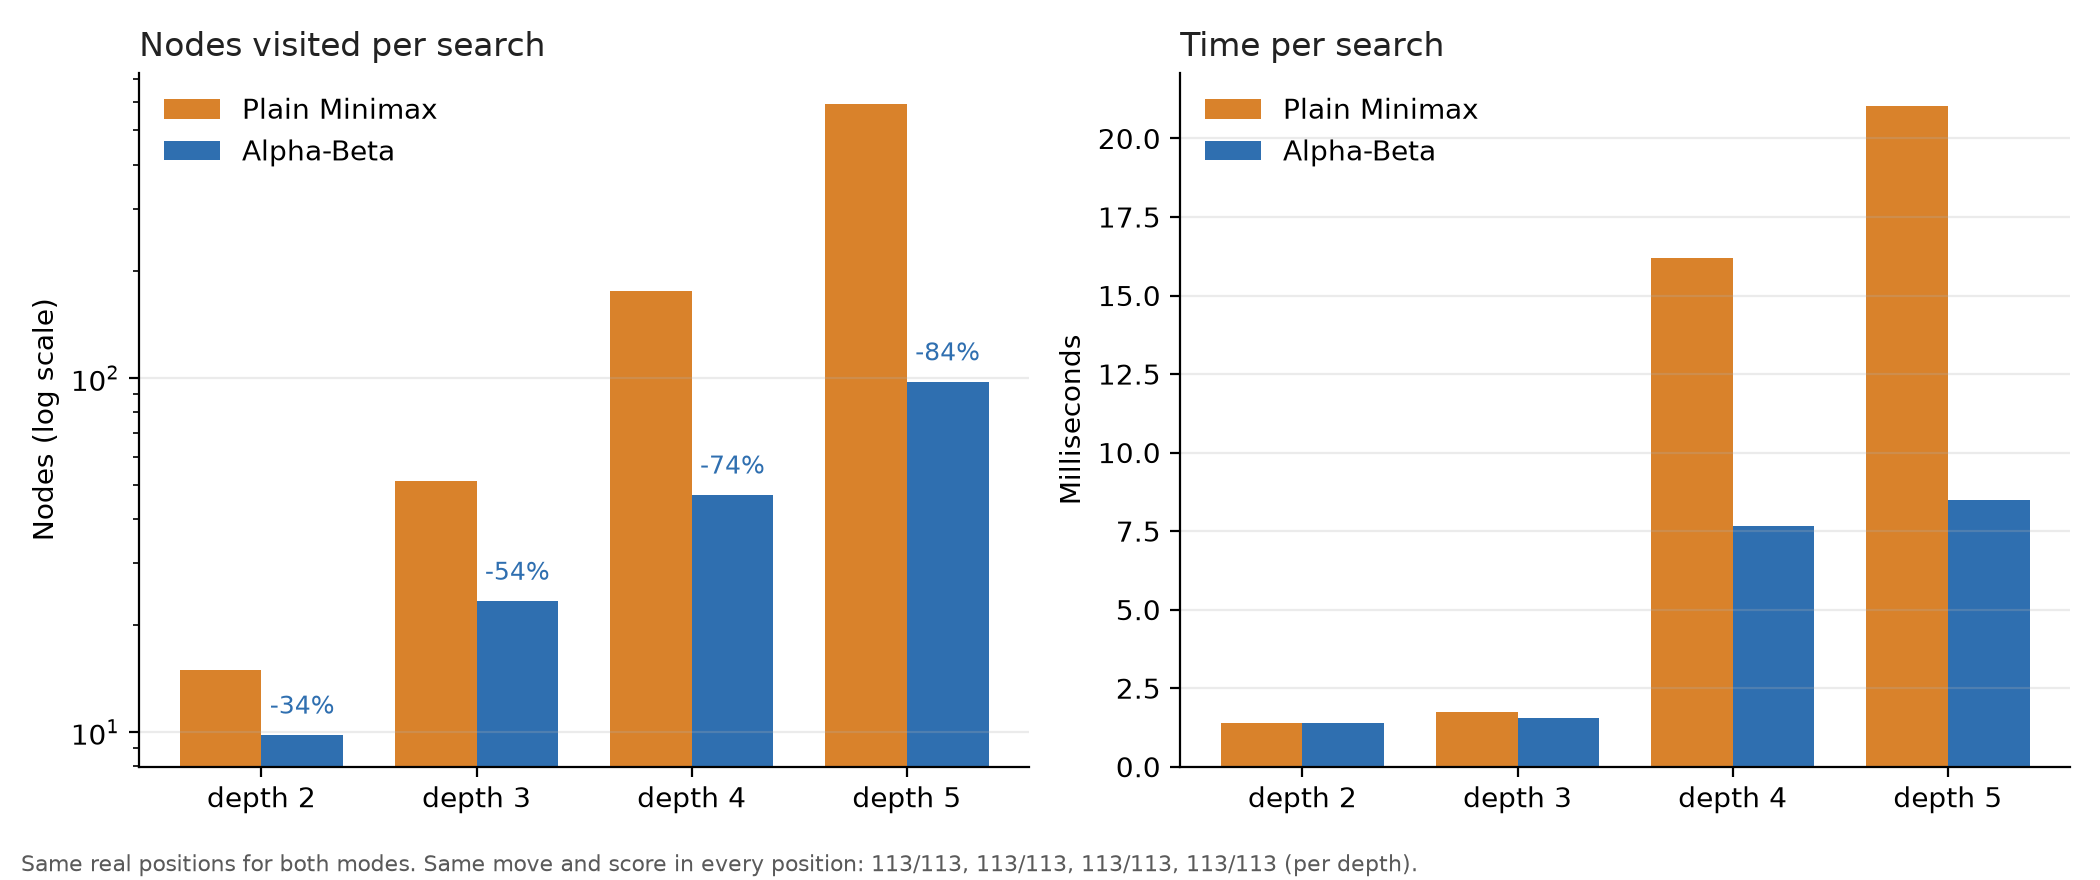 Nodes visited per search
Plain Minimax
Alpha-Beta
Nodes (log scale)
10²
10¹
-34%
-54%
-74%
-84%
depth 2
depth 3
depth 4
depth 5
Time per search
Plain Minimax
Alpha-Beta
Milliseconds
20.0
17.5
15.0
12.5
10.0
7.5
5.0
2.5
0.0
depth 2
depth 3
depth 4
depth 5
Same real positions for both modes. Same move and score in every position: 113/113, 113/113, 113/113, 113/113 (per depth).